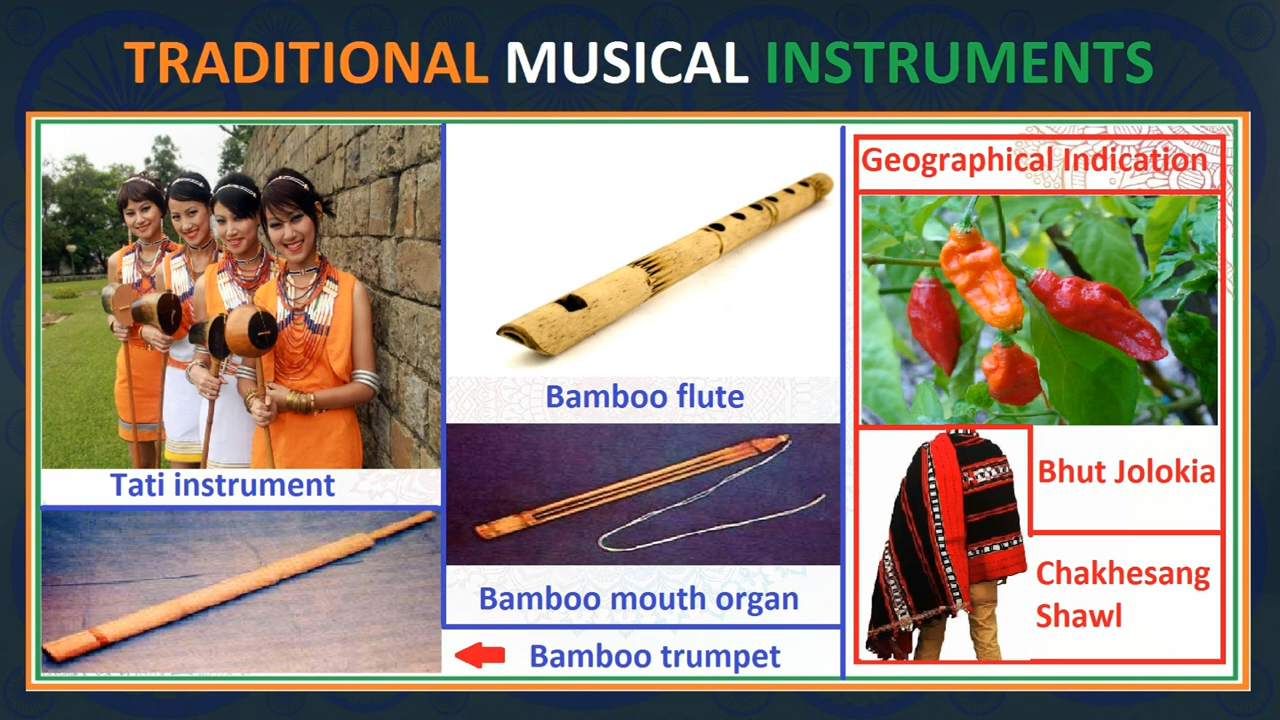 TRADITIONAL MUSICAL INSTRUMENTS
Tati instrument
Bamboo flute
Bamboo mouth organ
Bamboo trumpet
Geographical Indication
Bhut Jolokia
Chakhesang
Shawl